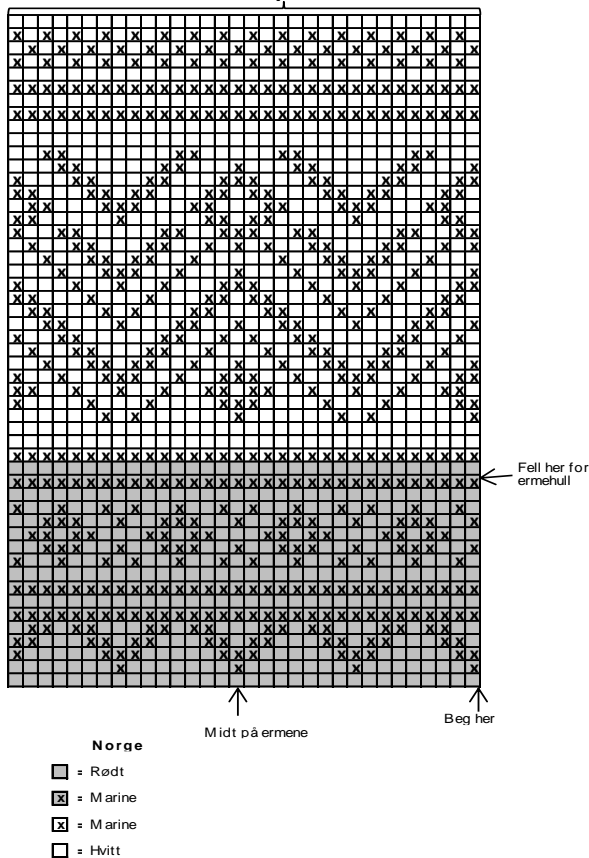 Fell her for
ermehull
Beg her
Midt på ermene
Norge
= Rødt
x = Marine
x = Marine
= Hvitt